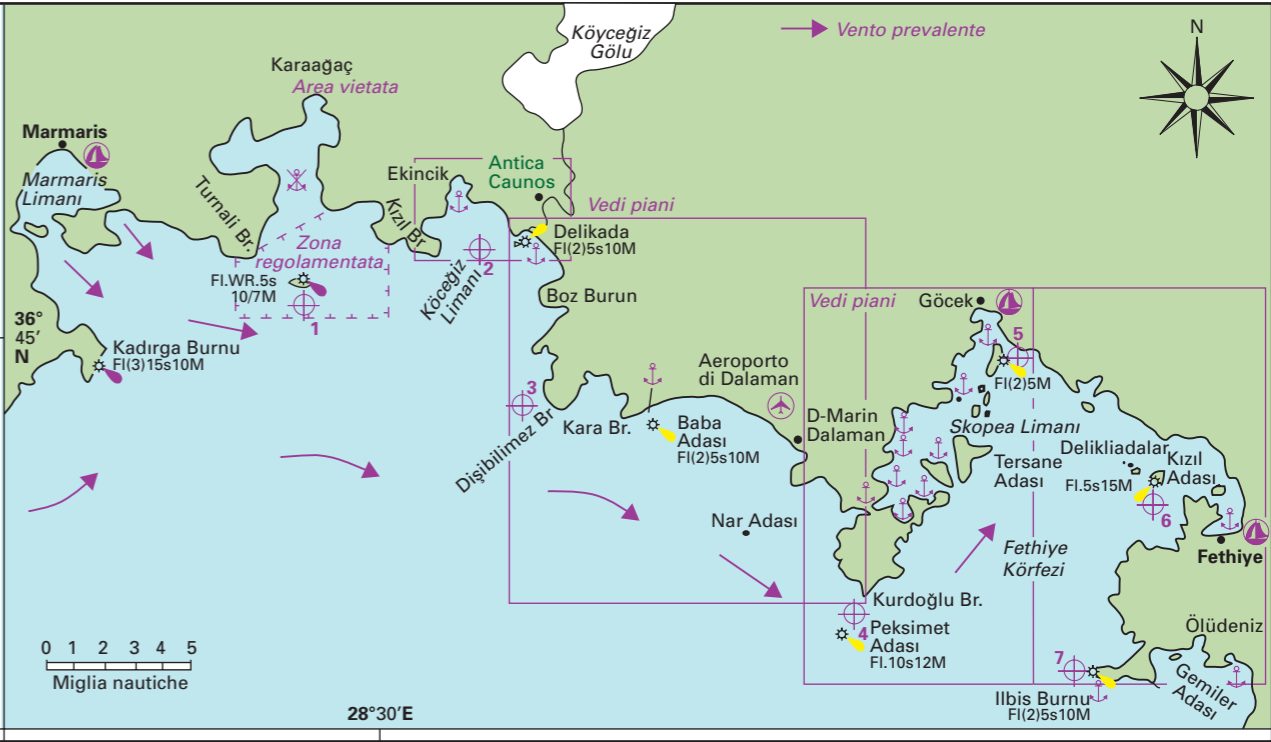 Köyceğiz
Gölu
Vento prevalente
N
Karaağaç
Area vietata
Marmaris
Marmaris
Limanı
Turnali Br.
Ekincik
Antica
Caunos
Kızıl Br
Vedi piani
Zona
regolamentata
Fl.WR.5s
10/7M
1
2
Köceğiz
Limanı
Delikada
Fl(2)5s10M
Boz Burun
36°
45'
N
Kadırga Burnu
Fl(3)15s10M
Vedi piani
Göcek
5
Fl(2)5M
Aeroporto
di Dalaman
3
Dişibilimez Br
Kara Br.
Baba
Adası
Fl(2)5s10M
D-Marin
Dalaman
Skopea Limanı
Tersane
Adası
Delikliadalar
Kızıl
Adası
Fl.5s15M
6
Nar Adası
Fethiye
Körfezi
Fethiye
Kurdoğlu Br.
4
Peksimet
Adası
Fl.10s12M
Ölüdeniz
7
Gemiler
Adası
Ilbis Burnu
Fl(2)5s10M
0 1 2 3 4 5
Miglia nautiche
28°30'E